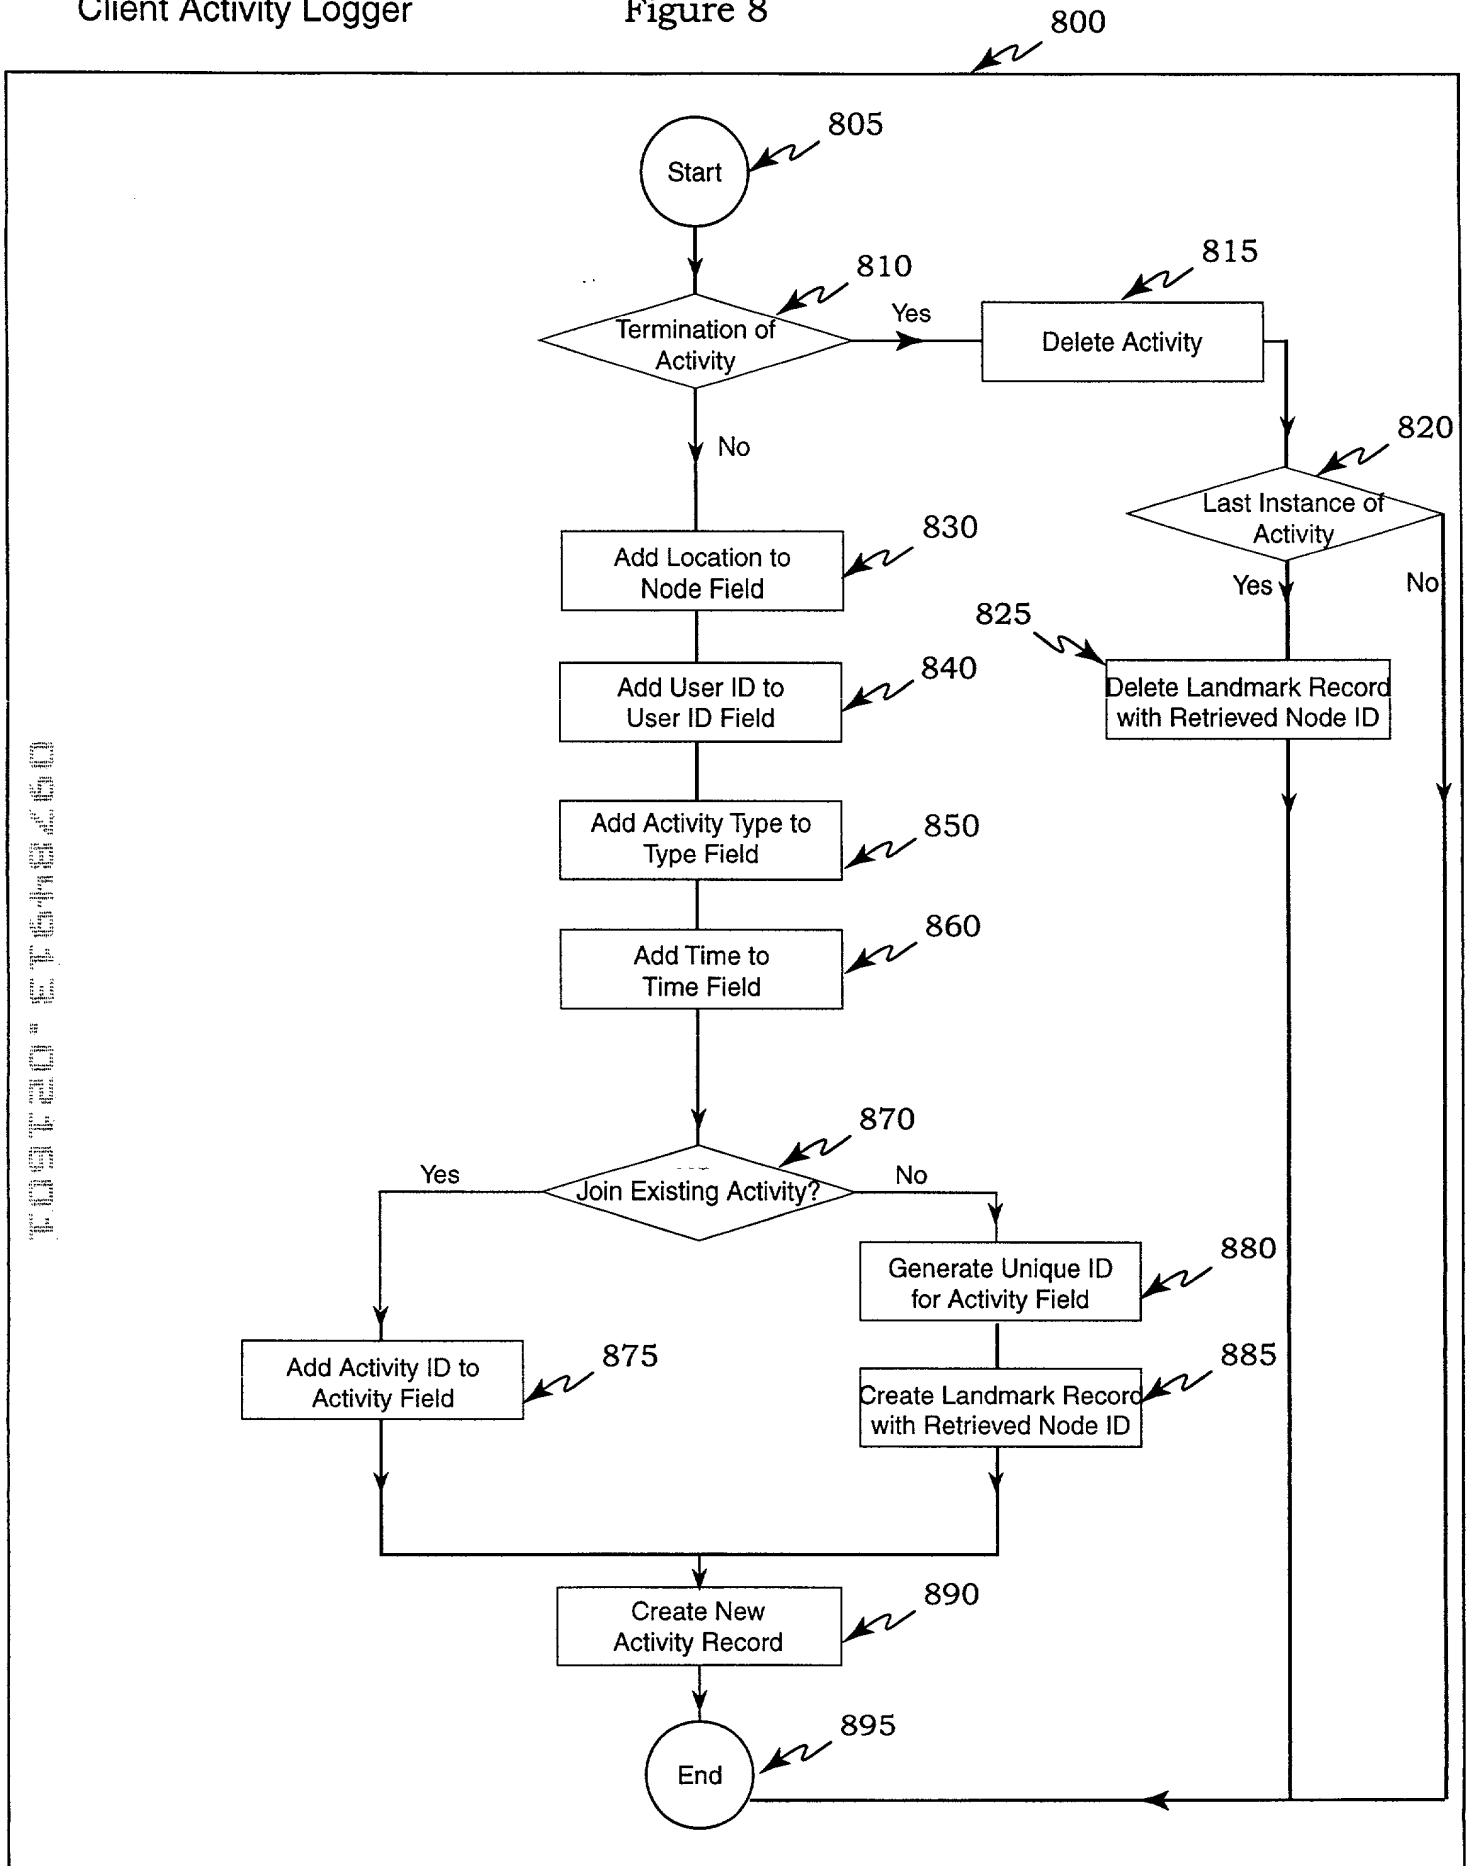 Client Activity Logger
Figure 8
800
805
Start
810
815
Termination of
Activity
Yes
Delete Activity
No
820
Last Instance of
Activity
Yes
No
830
Add Location to
Node Field
825
Delete Landmark Record
with Retrieved Node ID
840
Add User ID to
User ID Field
850
Add Activity Type to
Type Field
860
Add Time to
Time Field
870
Yes
Join Existing Activity?
No
880
Generate Unique ID
for Activity Field
875
Add Activity ID to
Activity Field
885
Create Landmark Record
with Retrieved Node ID
890
Create New
Activity Record
895
End